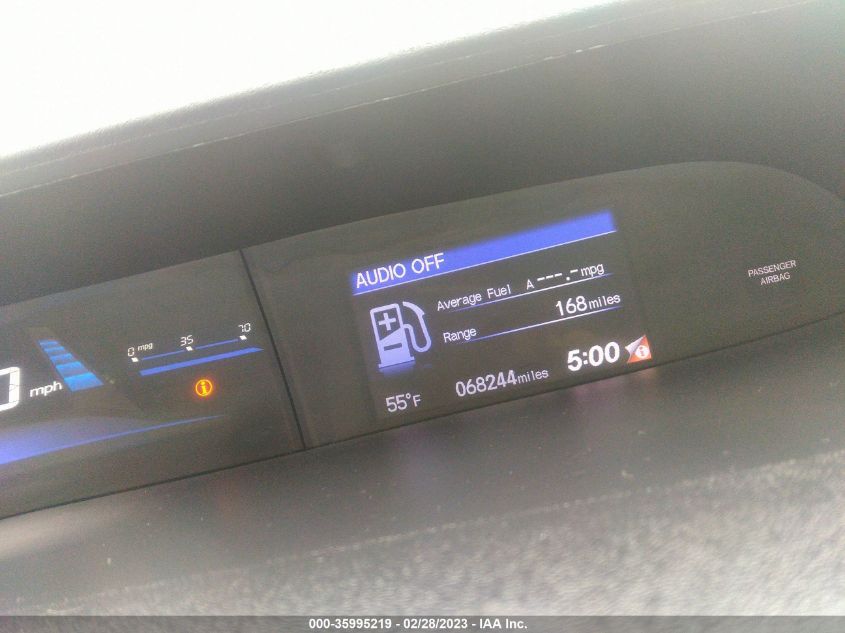 AUDIO OFF
Average Fuel A ---.- mpg
Range 168 miles
55°F 068244 miles 5:00
0 mpg 35 70
mph
PASSENGER
AIRBAG
000-35995219 - 02/28/2023 - IAA Inc.